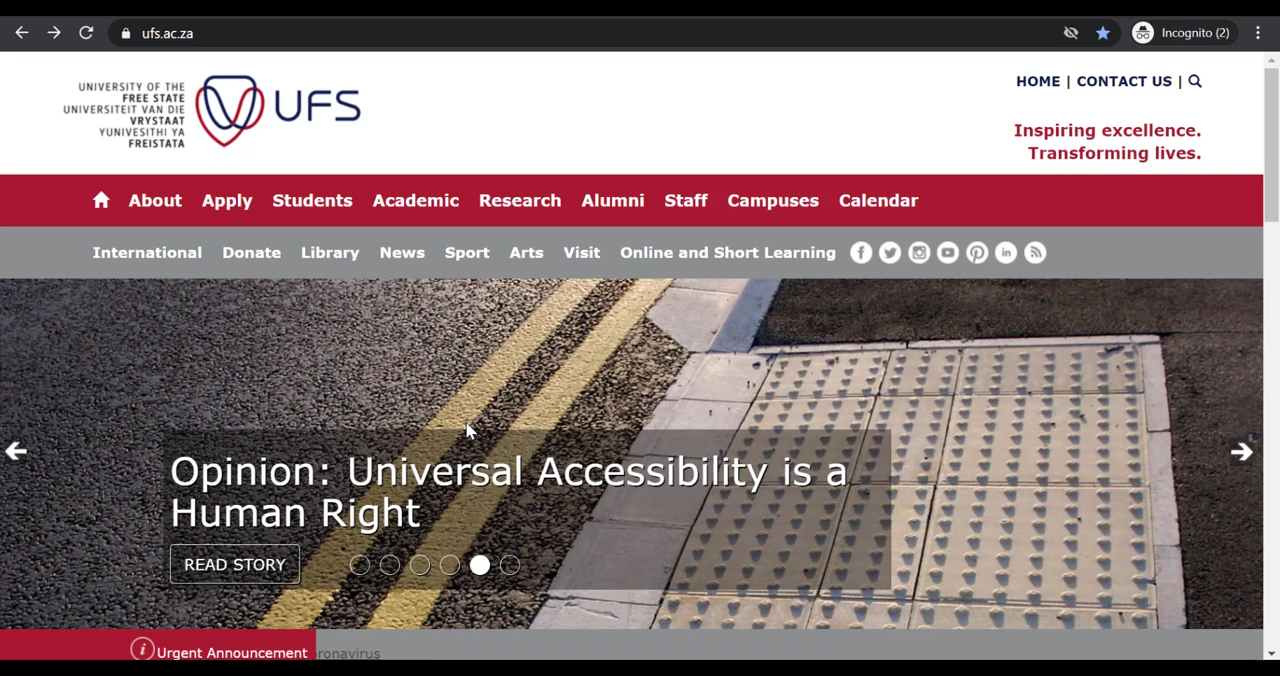 ufs.ac.za
Incognito (2)
UNIVERSITY OF THE
FREE STATE
UNIVERSITEIT VAN DIE
VRYSTAAT
YUNIVESITHI YA
FREISTATA
UFS
HOME | CONTACT US |
Inspiring excellence.
Transforming lives.
About Apply Students Academic Research Alumni Staff Campuses Calendar
International Donate Library News Sport Arts Visit Online and Short Learning
Opinion: Universal Accessibility is a
Human Right
READ STORY
Urgent Announcement ronavirus